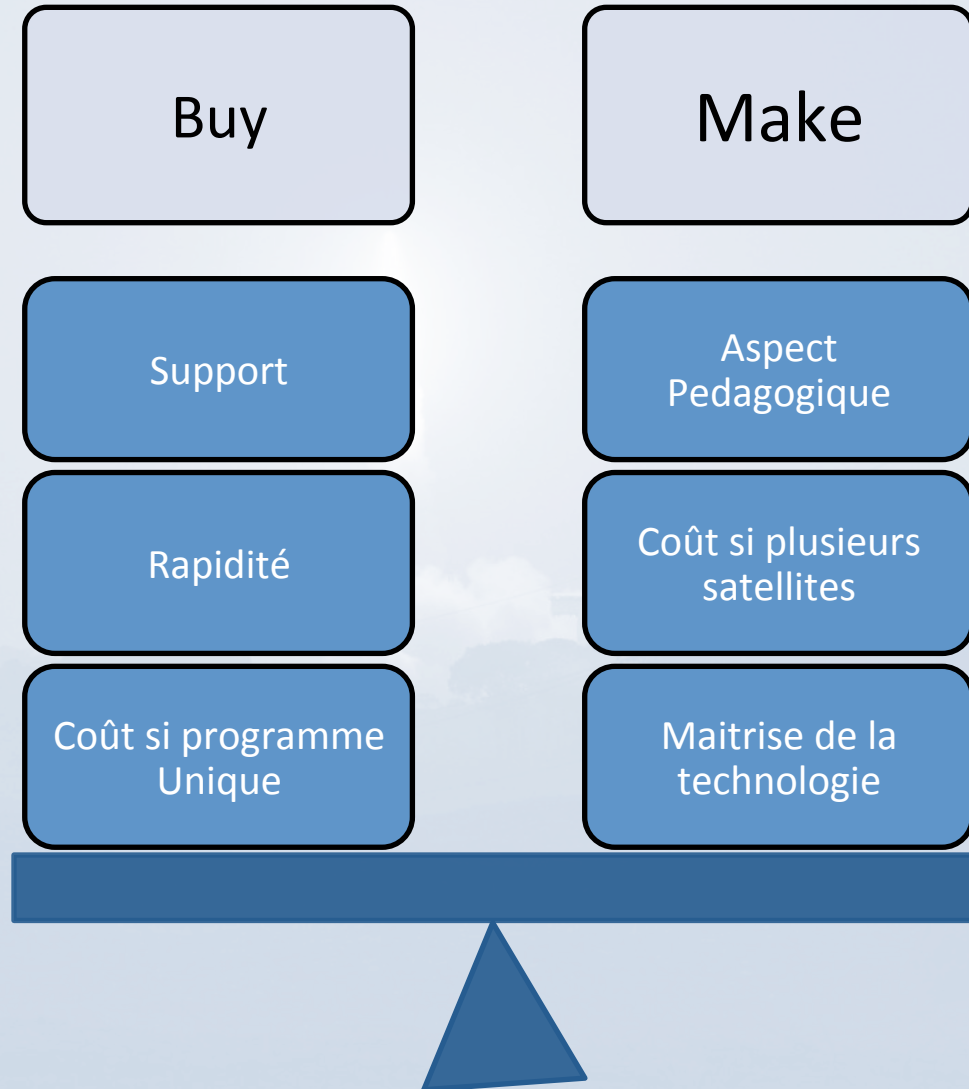 Buy
Support
Rapidité
Coût si programme
Unique
Make
Aspect
Pedagogique
Coût si plusieurs
satellites
Maitrise de la
technologie